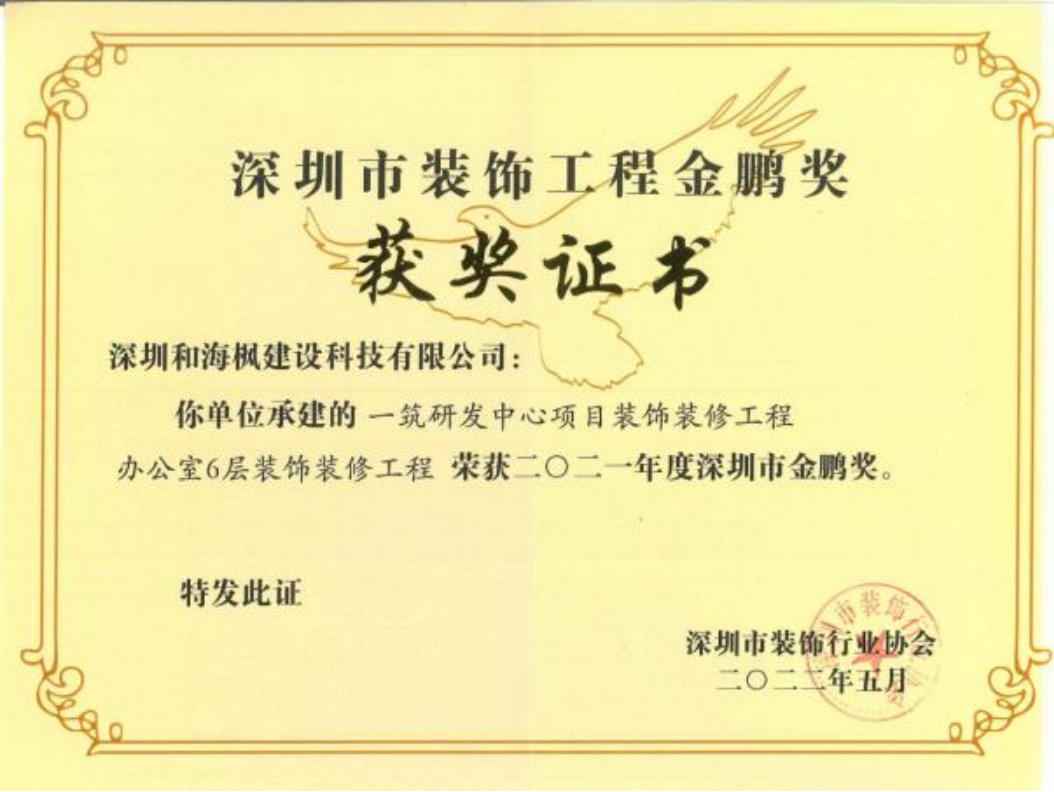 深圳市装饰工程金鹏奖
获奖证书
深圳和海枫建设科技有限公司：
你单位承建的 一筑研发中心项目装饰装修工程
办公室6层装饰装修工程 荣获二〇二一年度深圳市金鹏奖。
特发此证
深圳市装饰行业协会
二〇二二年五月
市装饰行